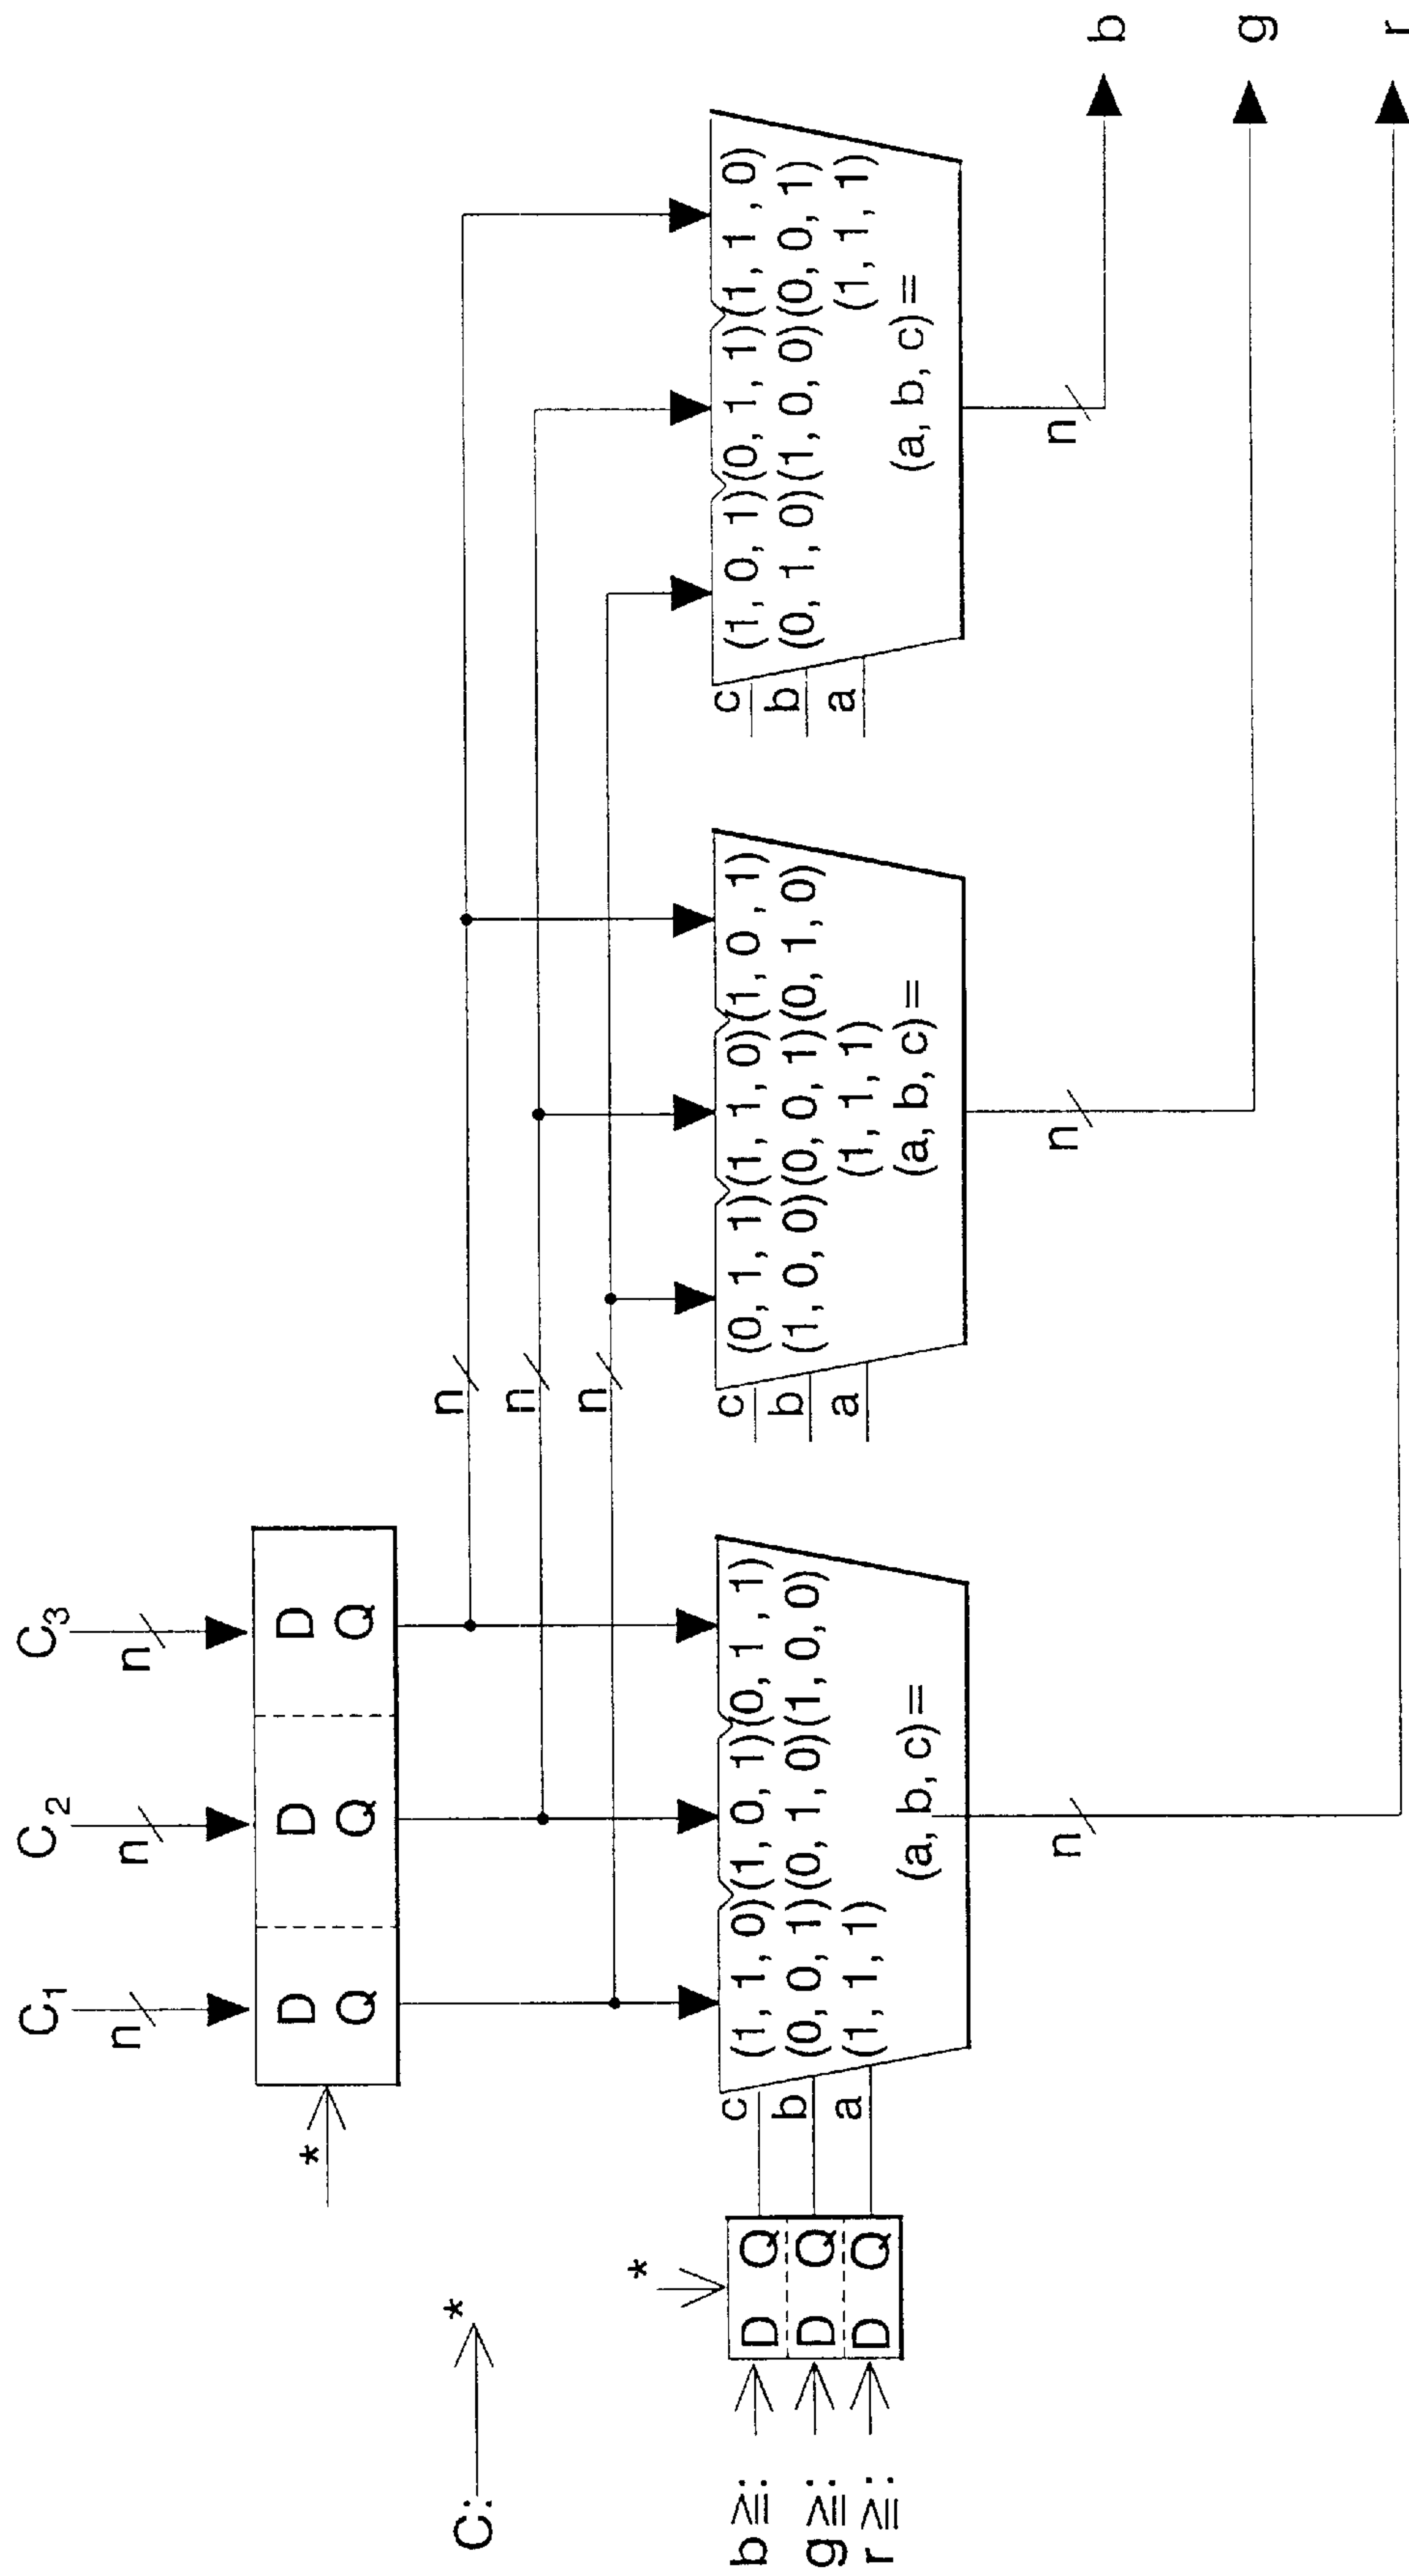 C₁ C₂ C₃
n n n
D D D
Q Q Q
*
C: *
n
n
n
*
b≧: D Q c
g≧: D Q b
r≧: D Q a
(1, 1, 0)(1, 0, 1)(0, 1, 1)
(0, 0, 1)(0, 1, 0)(1, 0, 0)
(1, 1, 1)
(a, b, c)=
n
c
b
a
(0, 1, 1)(1, 1, 0)(1, 0, 1)
(1, 0, 0)(0, 0, 1)(0, 1, 0)
(1, 1, 1)
(a, b, c)=
n
c
b
a
(1, 0, 1)(0, 1, 1)(1, 1, 0)
(0, 1, 0)(1, 0, 0)(0, 0, 1)
(1, 1, 1)
(a, b, c)=
n
b
g
r